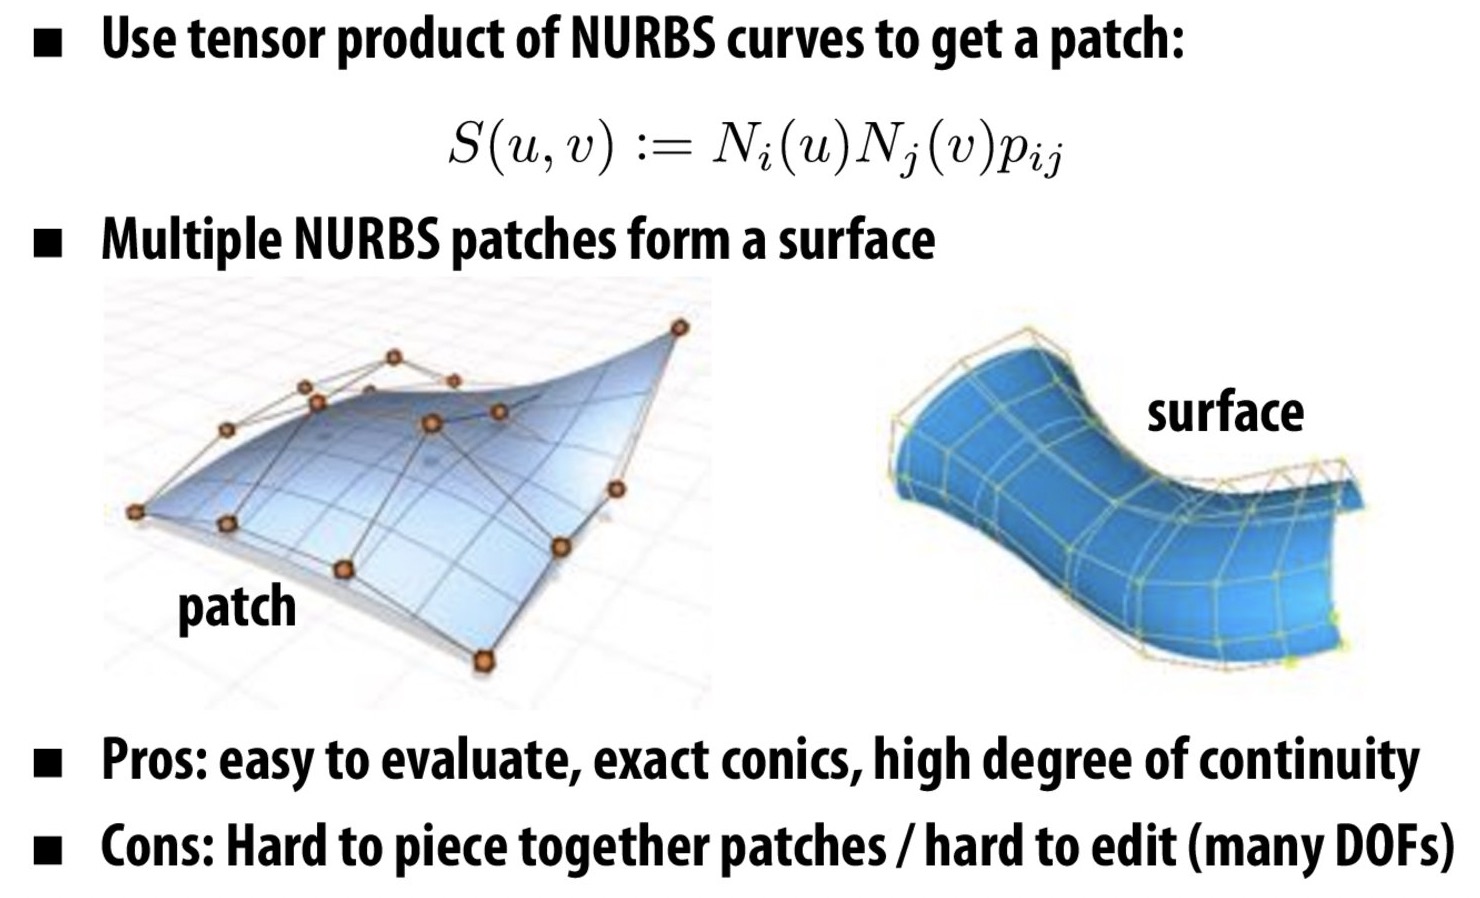 ■ Use tensor product of NURBS curves to get a patch:
S(u, v) := N_i(u)N_j(v)p_{ij}
■ Multiple NURBS patches form a surface
surface
patch
■ Pros: easy to evaluate, exact conics, high degree of continuity
■ Cons: Hard to piece together patches / hard to edit (many DOFs)